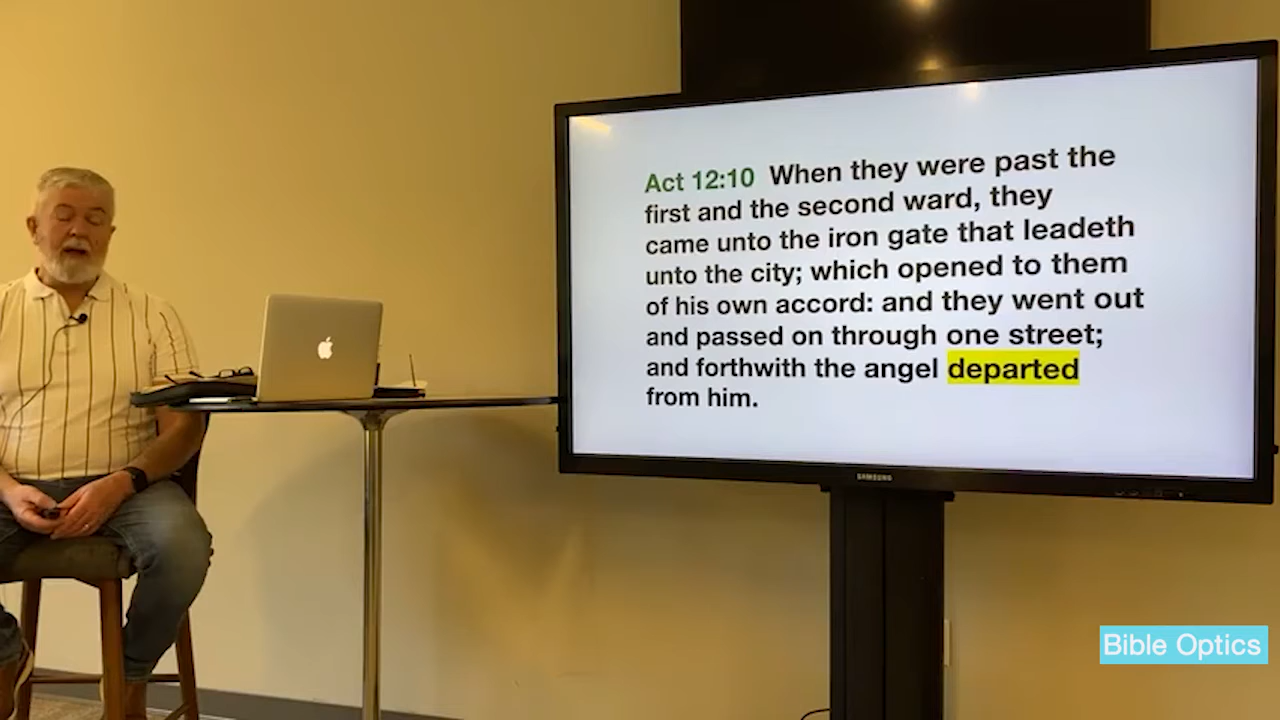 Act 12:10 When they were past the
first and the second ward, they
came unto the iron gate that leadeth
unto the city; which opened to them
of his own accord: and they went out
and passed on through one street;
and forthwith the angel departed
from him.
SAMSUNG
Bible Optics